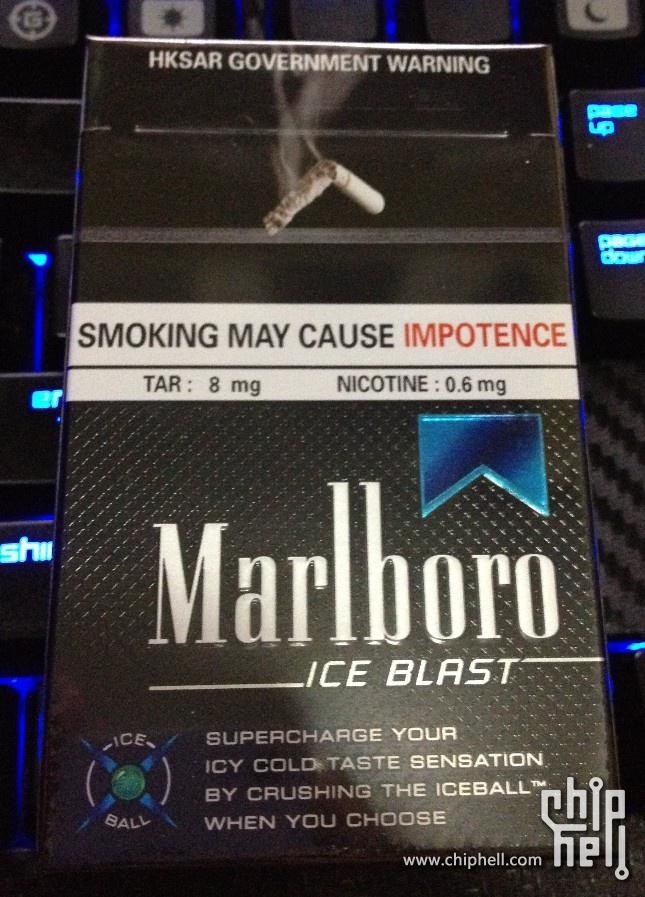 HKSAR GOVERNMENT WARNING
page up
page down
SMOKING MAY CAUSE IMPOTENCE
TAR : 8 mg NICOTINE : 0.6 mg
Marlboro
ICE BLAST
ICE BALL
SUPERCHARGE YOUR
ICY COLD TASTE SENSATION
BY CRUSHING THE ICEBALL™
WHEN YOU CHOOSE
chip hell
www.chiphell.com